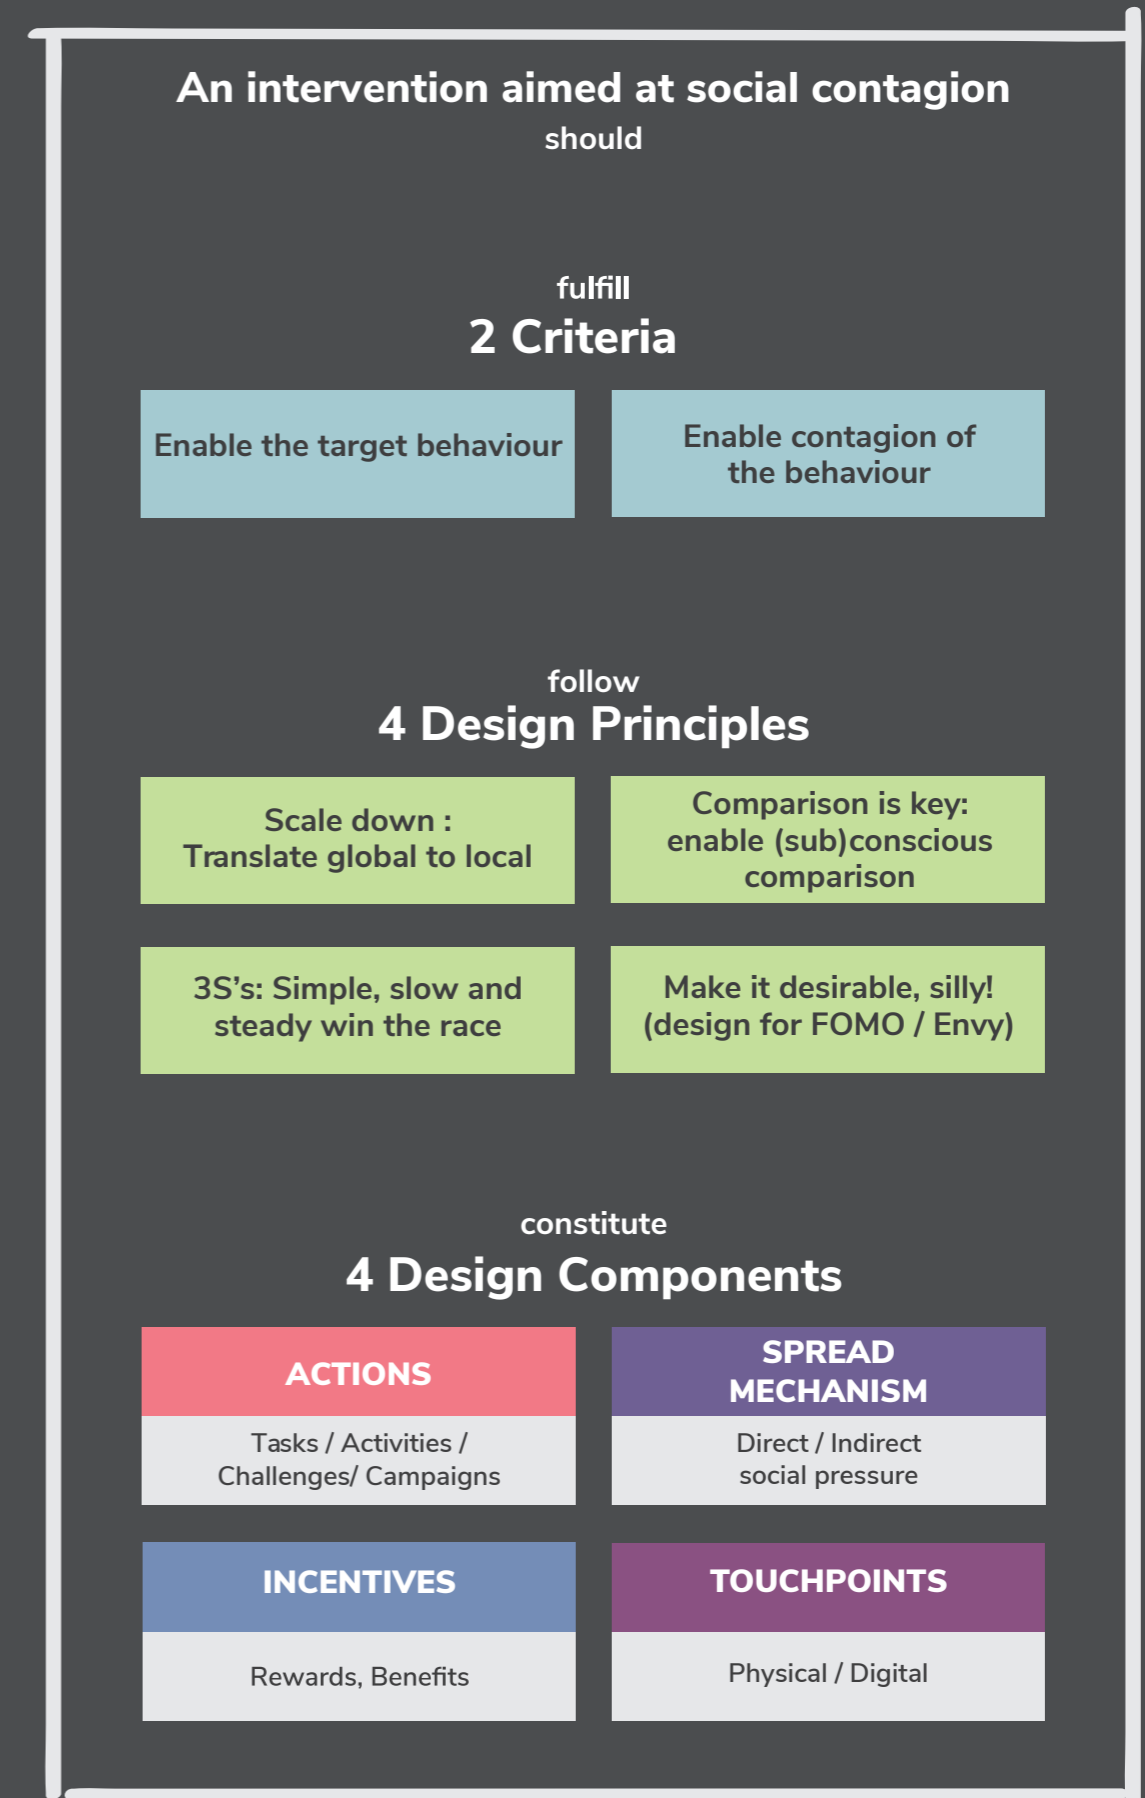 An intervention aimed at social contagion
should
fulfill
2 Criteria
Enable the target behaviour
Enable contagion of
the behaviour
follow
4 Design Principles
Scale down :
Translate global to local
Comparison is key:
enable (sub)conscious
comparison
3S’s: Simple, slow and
steady win the race
Make it desirable, silly!
(design for FOMO / Envy)
constitute
4 Design Components
ACTIONS
Tasks / Activities /
Challenges/ Campaigns
SPREAD
MECHANISM
Direct / Indirect
social pressure
INCENTIVES
Rewards, Benefits
TOUCHPOINTS
Physical / Digital